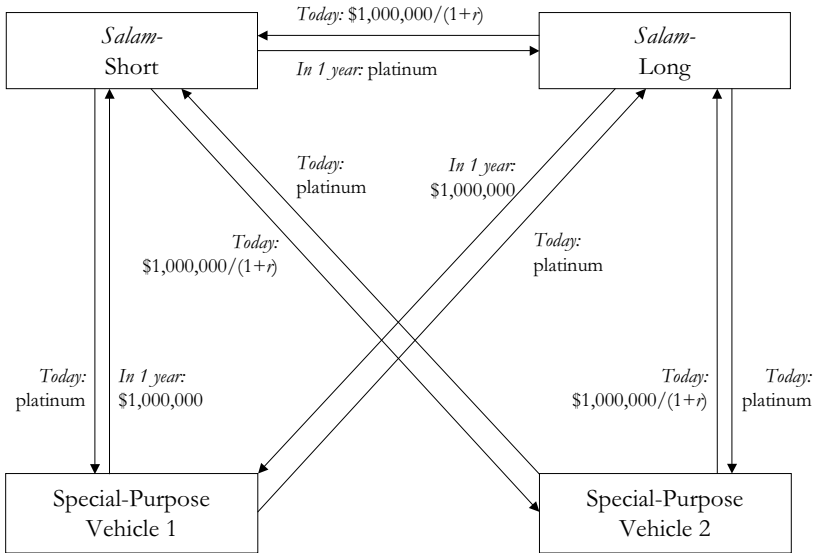 Today: $1,000,000/(1+r)
Salam-
Short
Salam-
Long
In 1 year: platinum
Today:
platinum
In 1 year:
$1,000,000
Today:
$1,000,000/(1+r)
Today:
platinum
Today:
platinum
In 1 year:
$1,000,000
Today:
$1,000,000/(1+r)
Today:
platinum
Special-Purpose
Vehicle 1
Special-Purpose
Vehicle 2